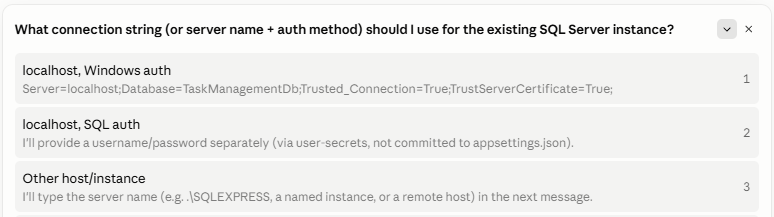 What connection string (or server name + auth method) should I use for the existing SQL Server instance?
localhost, Windows auth
Server=localhost;Database=TaskManagementDb;Trusted_Connection=True;TrustServerCertificate=True;
1
localhost, SQL auth
I'll provide a username/password separately (via user-secrets, not committed to appsettings.json).
2
Other host/instance
I'll type the server name (e.g. .\SQLEXPRESS, a named instance, or a remote host) in the next message.
3